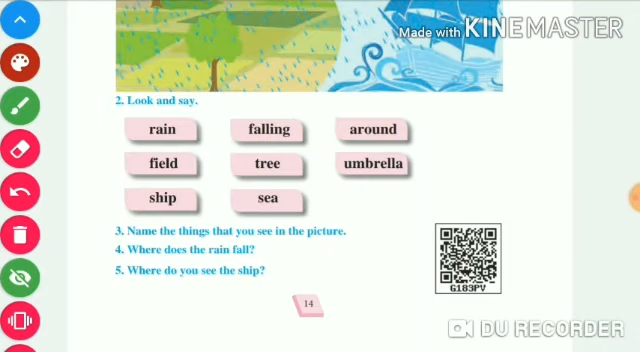 Made with KINEMASTER
2. Look and say.
rain falling around
field tree umbrella
ship sea
3. Name the things that you see in the picture.
4. Where does the rain fall?
5. Where do you see the ship?
G183PV
14
DU RECORDER